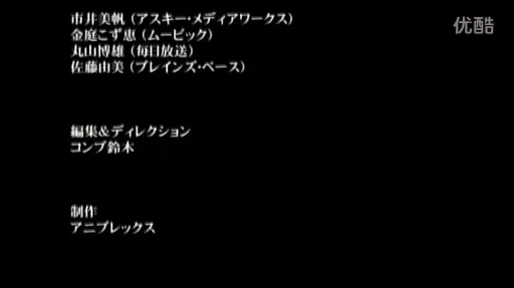 优酷
市井美帆（アスキー・メディアワークス）
金庭こず恵（ムービック）
丸山博雄（毎日放送）
佐藤由美（ブレインズ・ベース）
編集＆ディレクション
コンプ鈴木
制作
アニプレックス